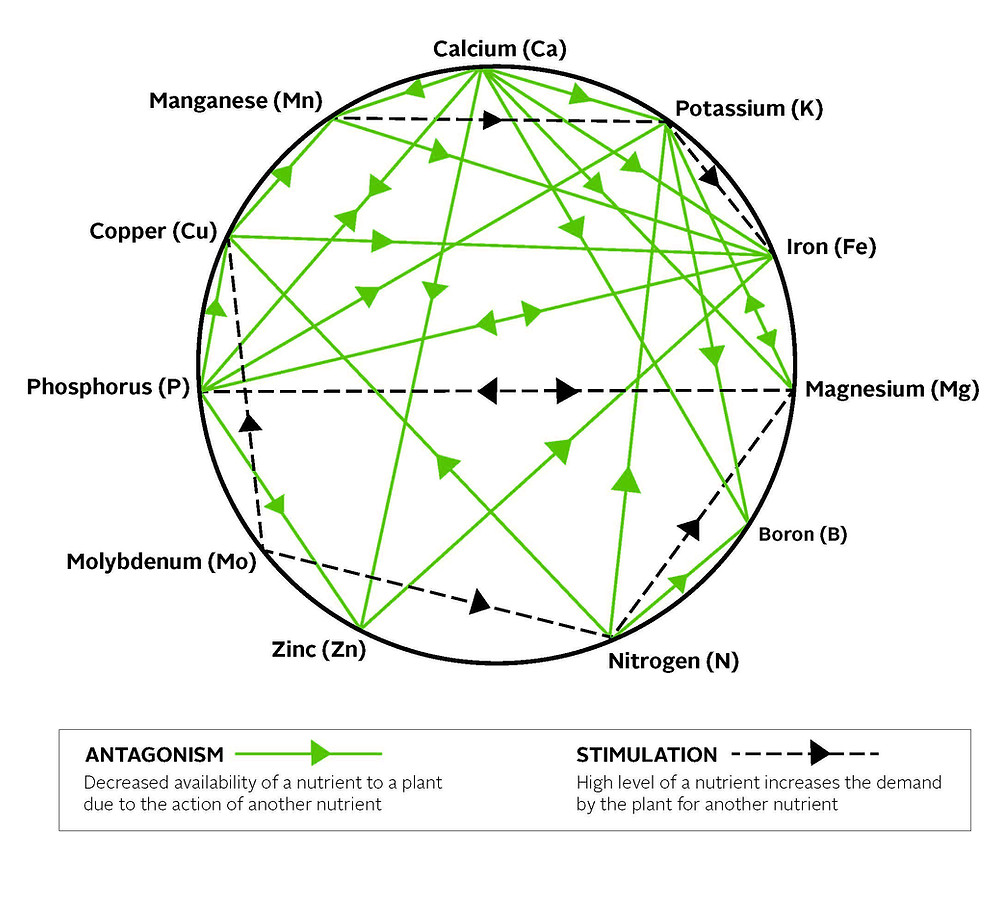 Calcium (Ca)
Manganese (Mn)
Potassium (K)
Copper (Cu)
Iron (Fe)
Phosphorus (P)
Magnesium (Mg)
Boron (B)
Molybdenum (Mo)
Zinc (Zn)
Nitrogen (N)
ANTAGONISM
Decreased availability of a nutrient to a plant
due to the action of another nutrient
STIMULATION
High level of a nutrient increases the demand
by the plant for another nutrient